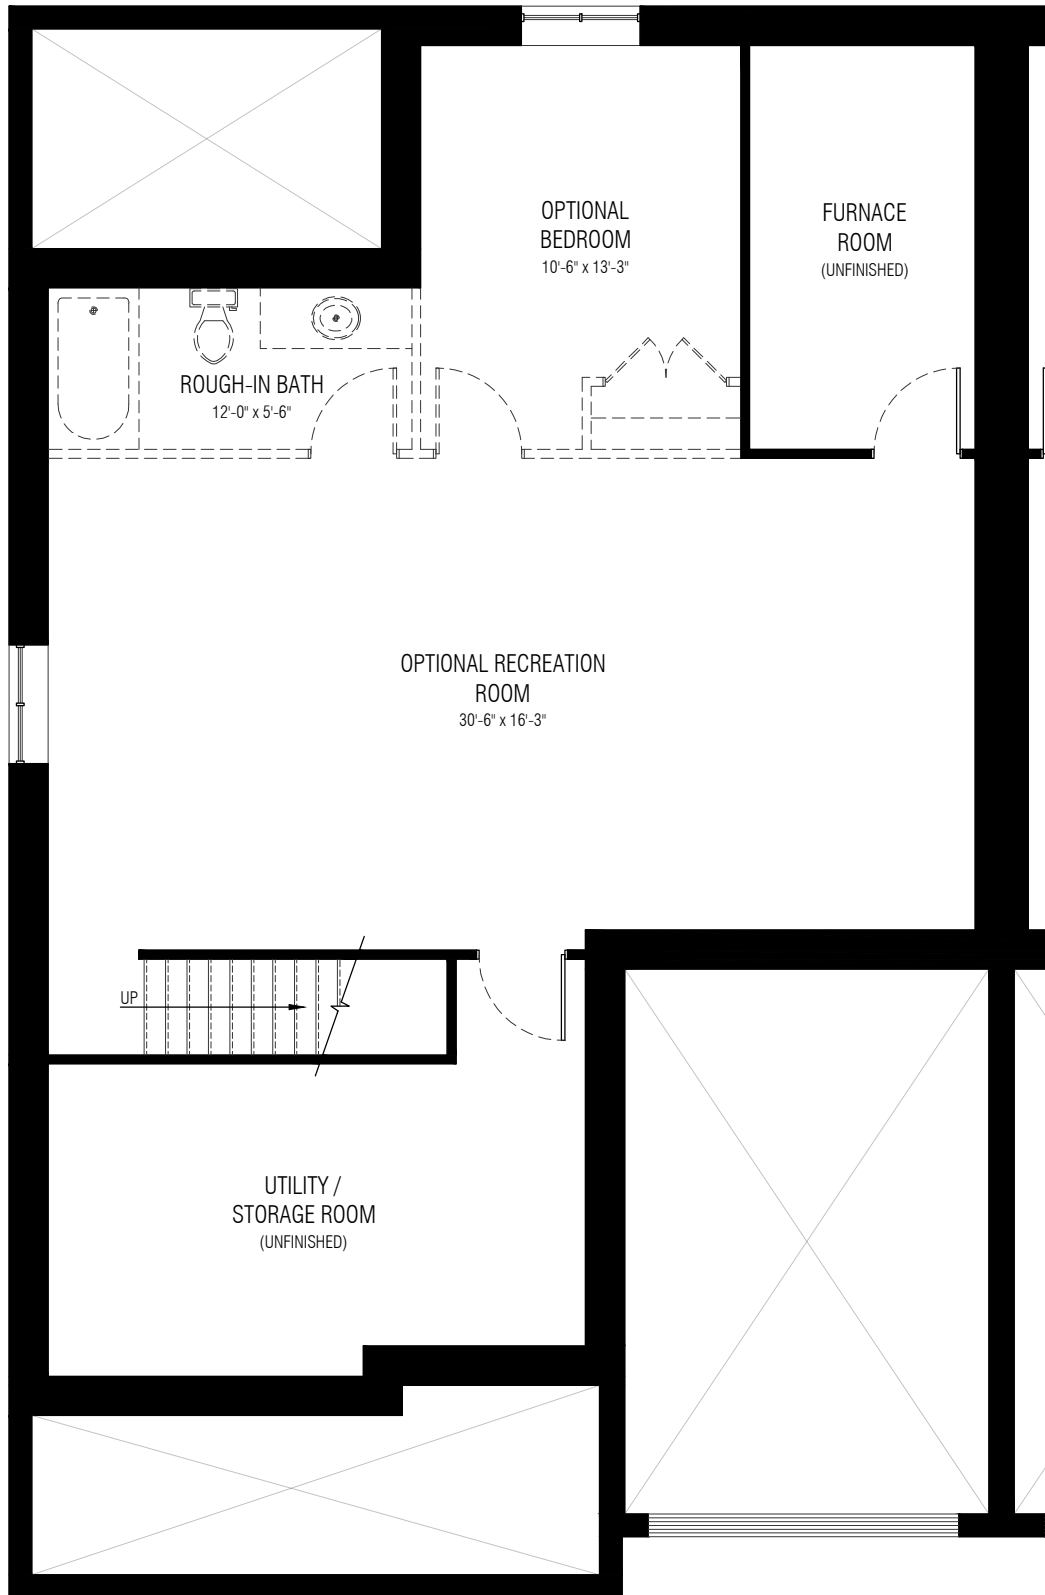 OPTIONAL
BEDROOM
10'-6" x 13'-3"
FURNACE
ROOM
(UNFINISHED)
ROUGH-IN BATH
12'-0" x 5'-6"
OPTIONAL RECREATION
ROOM
30'-6" x 16'-3"
UP
UTILITY /
STORAGE ROOM
(UNFINISHED)